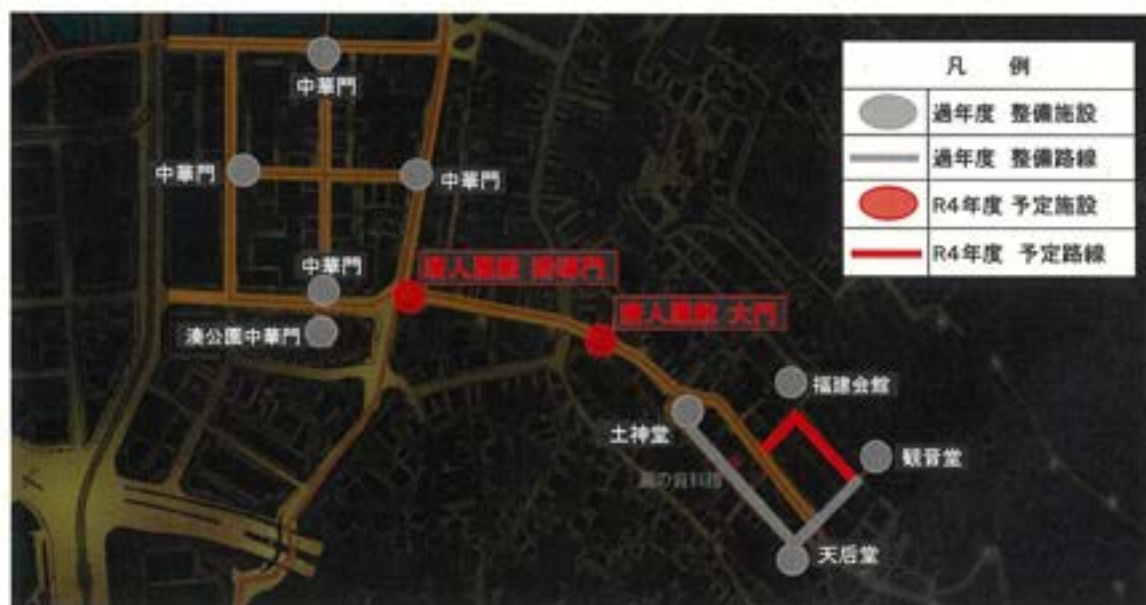 凡 例
過年度 整備施設
過年度 整備路線
R4年度 予定施設
R4年度 予定路線
中華門
中華門
中華門
中華門
湊公園中華門
唐人屋敷 大門
福建会館
土神堂
観音堂
天后堂